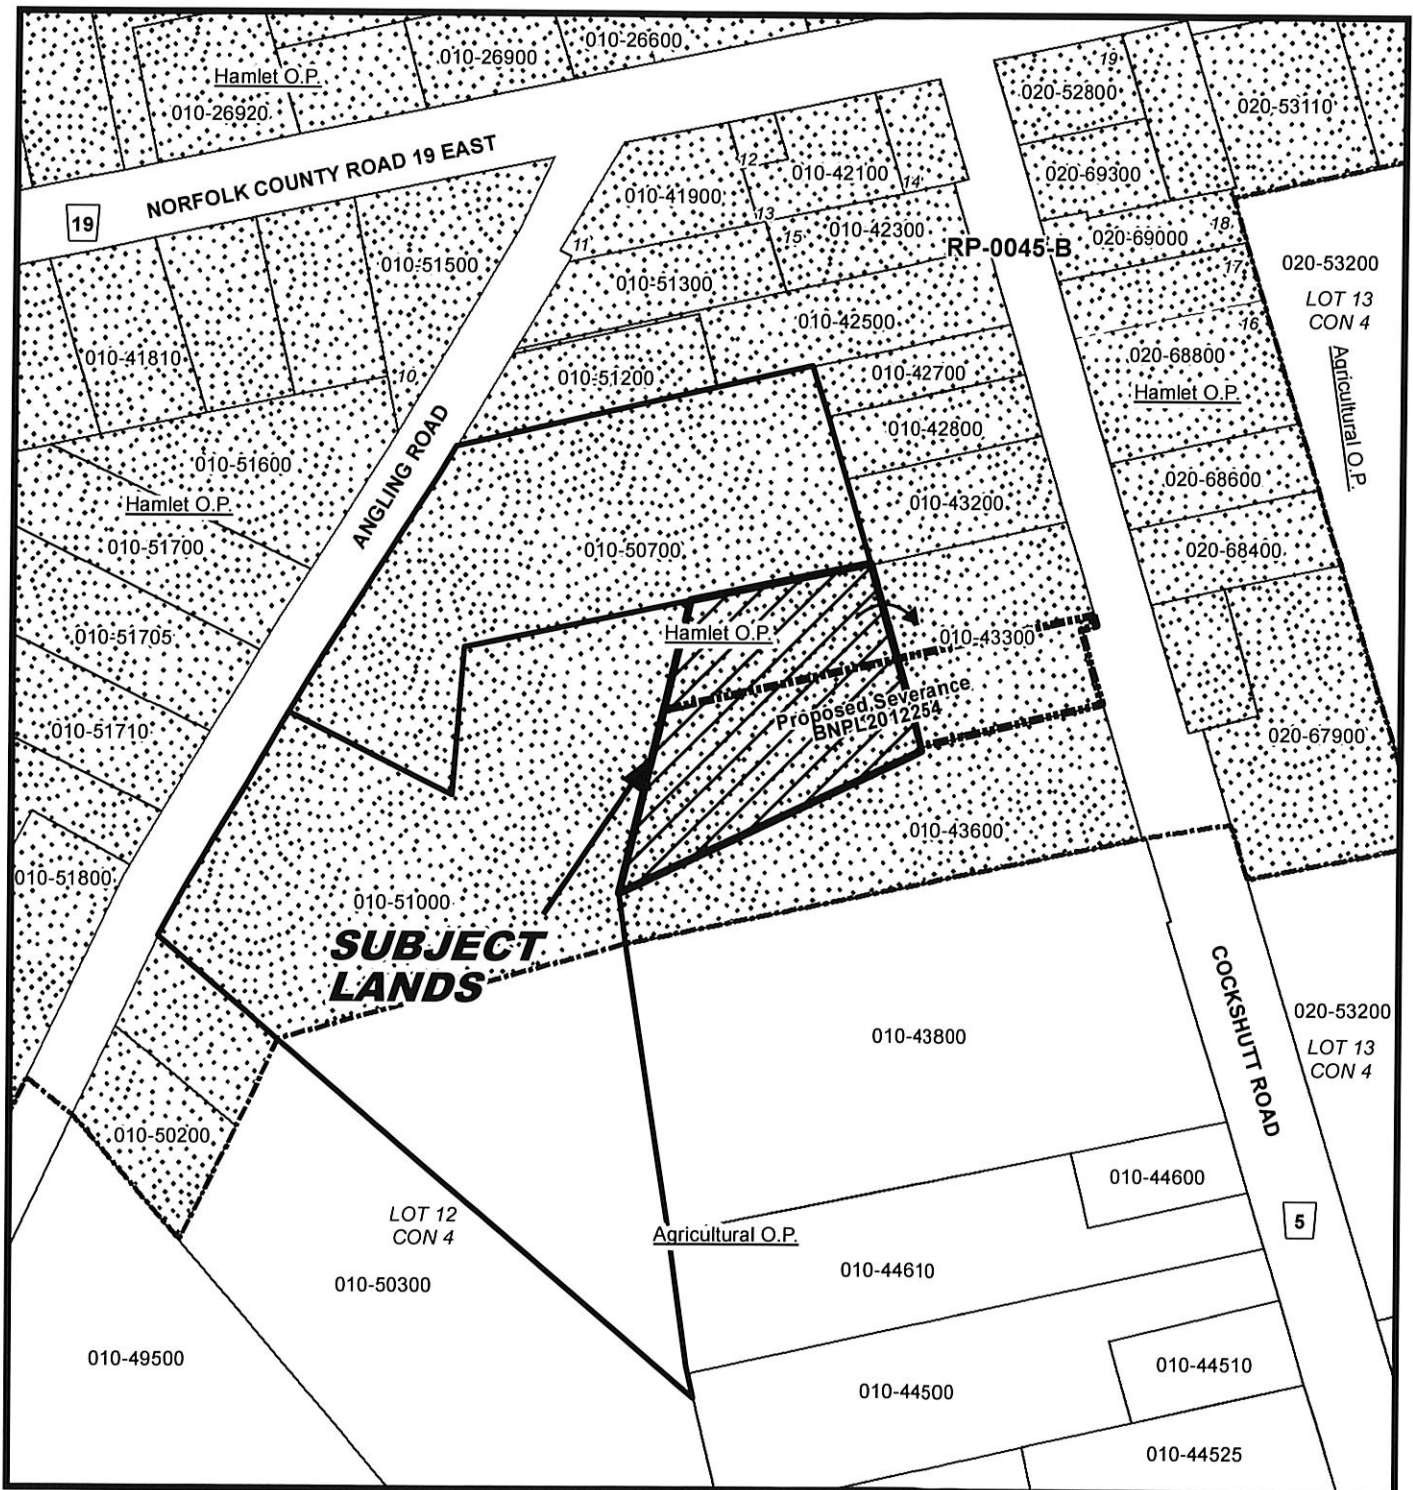 010-26600
010-26900
Hamlet O.P.
010-26920
NORFOLK COUNTY ROAD 19 EAST
19
19
020-52800
020-53110
020-69300
12
010-42100
14
010-41900
13
11
15
010-42300
RP-0045-B
020-69000
18
17
020-53200
LOT 13
CON 4
16
010-51500
010-51300
010-42500
010-41810
10
010-51200
010-42700
020-68800
Hamlet O.P.
Agricultural O.P.
010-42800
ANGLING ROAD
010-51600
Hamlet O.P.
010-51700
010-43200
020-68600
010-50700
020-68400
010-51705
Hamlet O.P.
010-43300
Proposed Severance
BNPL2012254
010-51710
020-67900
010-43600
010-51800
010-51000
SUBJECT
LANDS
COCKSHUTT ROAD
020-53200
LOT 13
CON 4
010-43800
010-50200
010-44600
LOT 12
CON 4
Agricultural O.P.
5
010-50300
010-44610
010-49500
010-44500
010-44510
010-44525